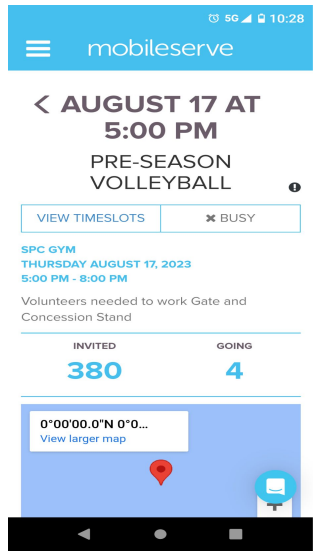 5G 10:28
mobileserve
< AUGUST 17 AT
5:00 PM
PRE-SEASON
VOLLEYBALL
VIEW TIMESLOTS
✖ BUSY
SPC GYM
THURSDAY AUGUST 17, 2023
5:00 PM - 8:00 PM
Volunteers needed to work Gate and
Concession Stand
INVITED GOING
380 4
0°00'00.0"N 0°0...
View larger map
+